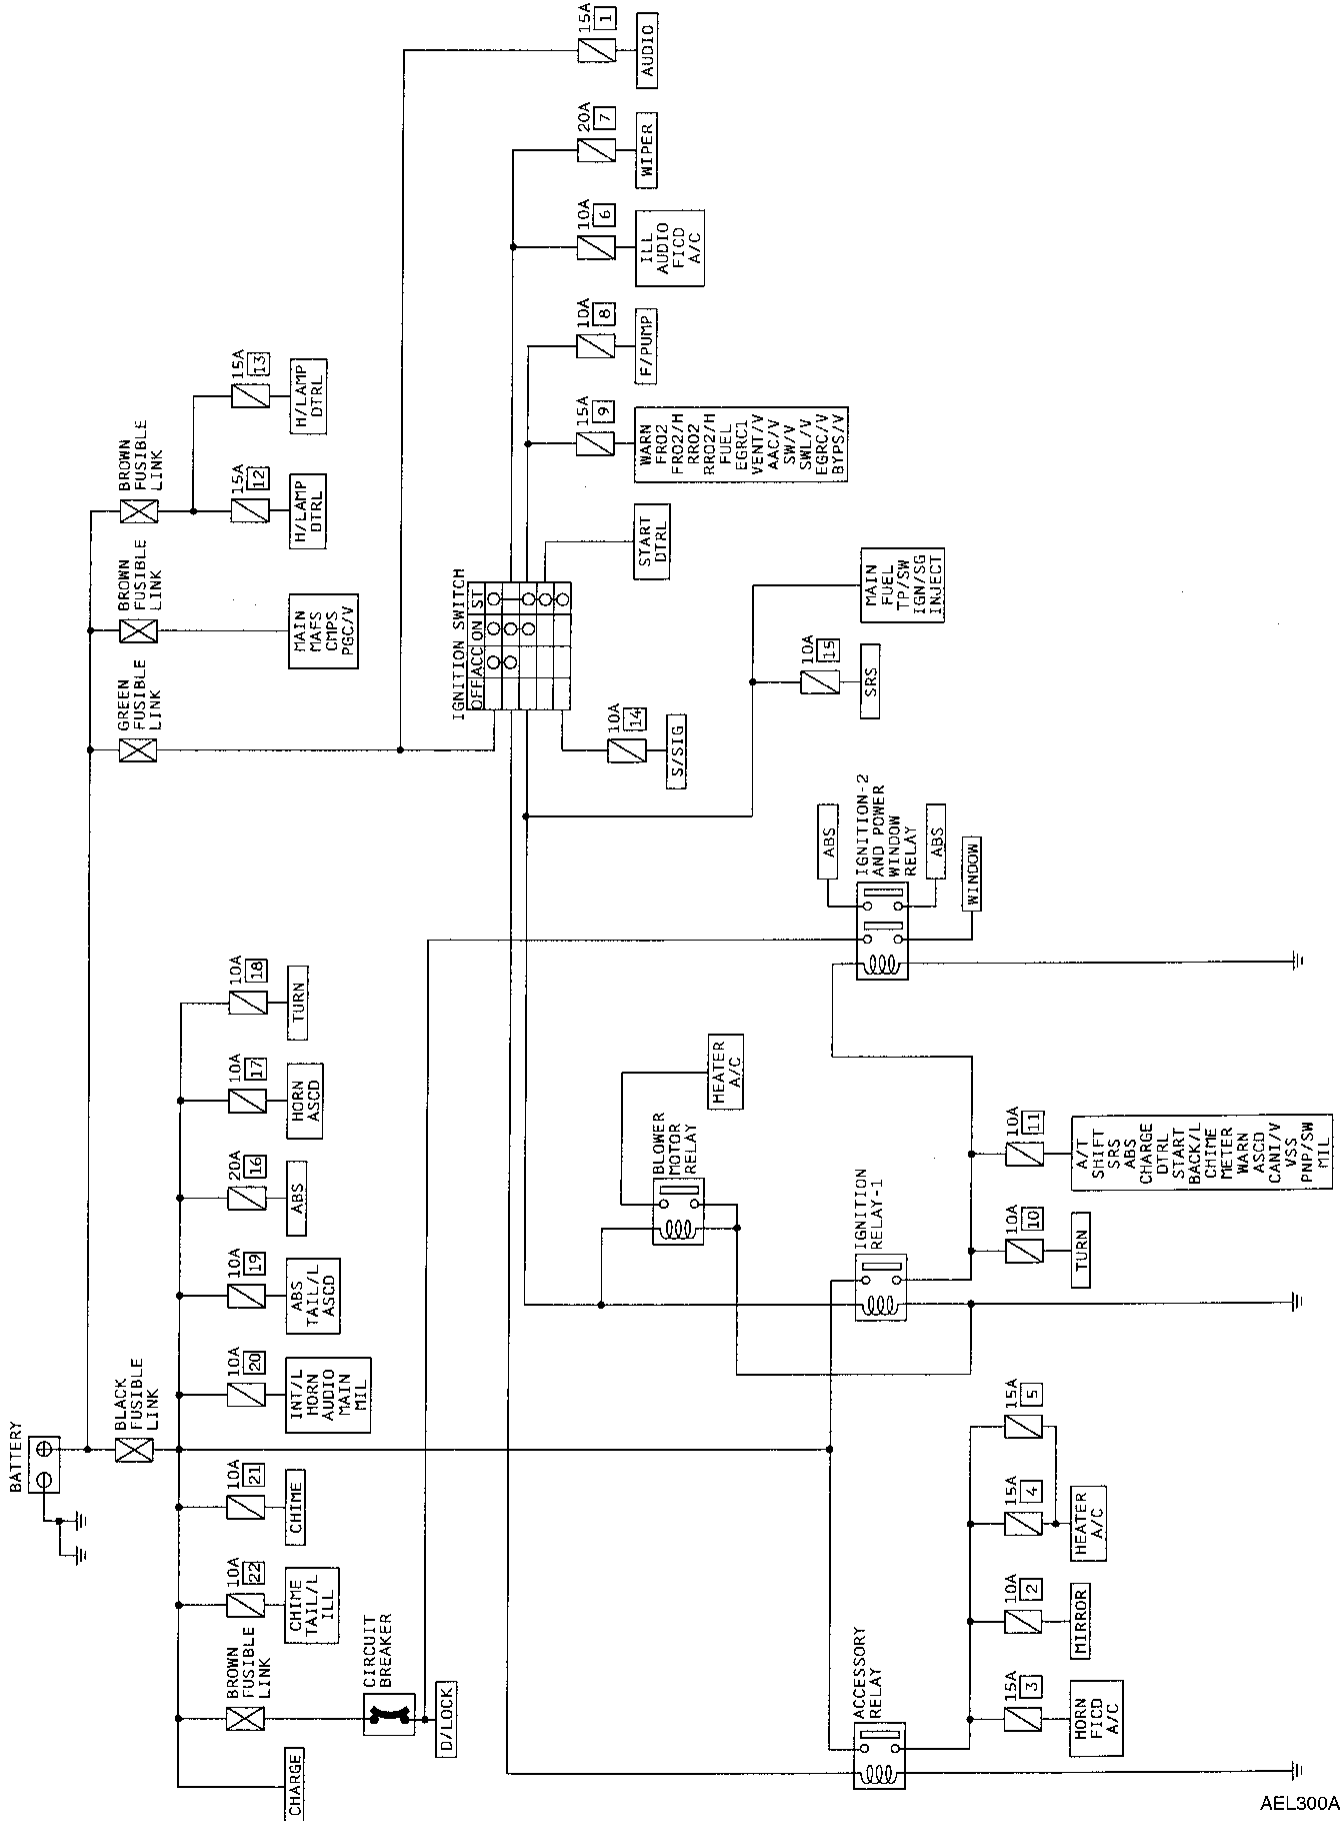 15A
1
AUDIO
20A
7
WIPER
10A
6
ILL
AUDIO
FICD
A/C
10A
8
F/PUMP
15A
9
WARN
FRO2
FRO2/H
RRO2
RRO2/H
FUEL
EGRC1
VENT/V
AAC/V
SW/V
SWL/V
EGRC/V
BYPS/V
START
DTRL
BROWN
FUSIBLE
LINK
15A
13
H/LAMP
DTRL
15A
12
H/LAMP
DTRL
BROWN
FUSIBLE
LINK
MAIN
MAFS
CMPS
PGC/V
GREEN
FUSIBLE
LINK
IGNITION SWITCH
OFF
ACC
ON
ST
10A
14
S/SIG
MAIN
FUEL
TP/SW
IGN/SG
INJECT
10A
15
SRS
ABS
IGNITION-2
AND POWER
WINDOW
RELAY
ABS
WINDOW
10A
18
TURN
10A
17
HORN
ASCD
20A
16
ABS
10A
19
ABS
TAIL/L
ASCD
10A
20
INT/L
HORN
AUDIO
MAIN
MIL
BLOWER
MOTOR
RELAY
HEATER
A/C
IGNITION
RELAY-1
10A
11
A/T
SHIFT
SRS
ABS
CHARGE
DTRL
START
BACK/L
CHIME
METER
WARN
ASCD
CANI/V
VSS
PNP/SW
MIL
10A
10
TURN
BATTERY
BLACK
FUSIBLE
LINK
10A
21
CHIME
10A
22
CHIME
TAIL/L
ILL
BROWN
FUSIBLE
LINK
CIRCUIT
BREAKER
D/LOCK
CHARGE
ACCESSORY
RELAY
15A
5
15A
4
HEATER
A/C
10A
2
MIRROR
15A
3
HORN
FICD
A/C
AEL300A